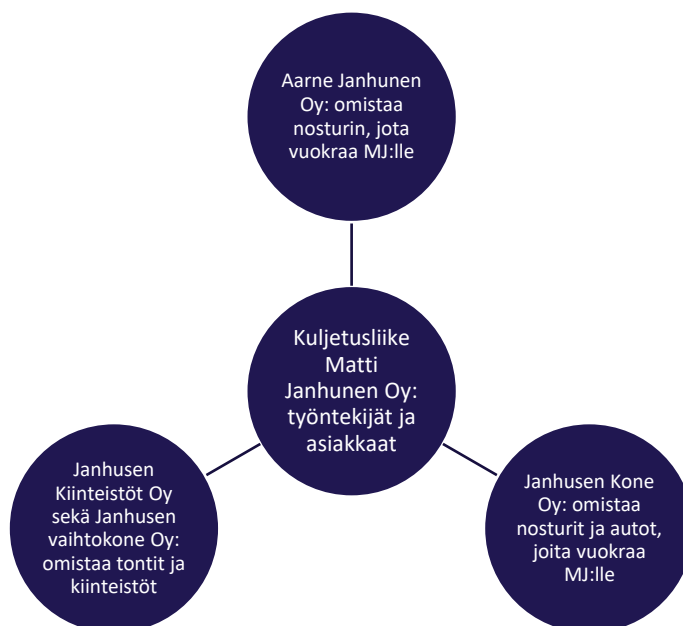 Aarne Janhunen
Oy: omistaa
nosturin, jota
vuokraa MJ:lle
Kuljetusliike
Matti
Janhunen Oy:
työntekijät ja
asiakkaat
Janhusen
Kiinteistöt Oy
sekä Janhusen
vaihtokone Oy:
omistaa tontit ja
kiinteistöt
Janhusen Kone
Oy: omistaa
nosturit ja autot,
joita vuokraa
MJ:lle